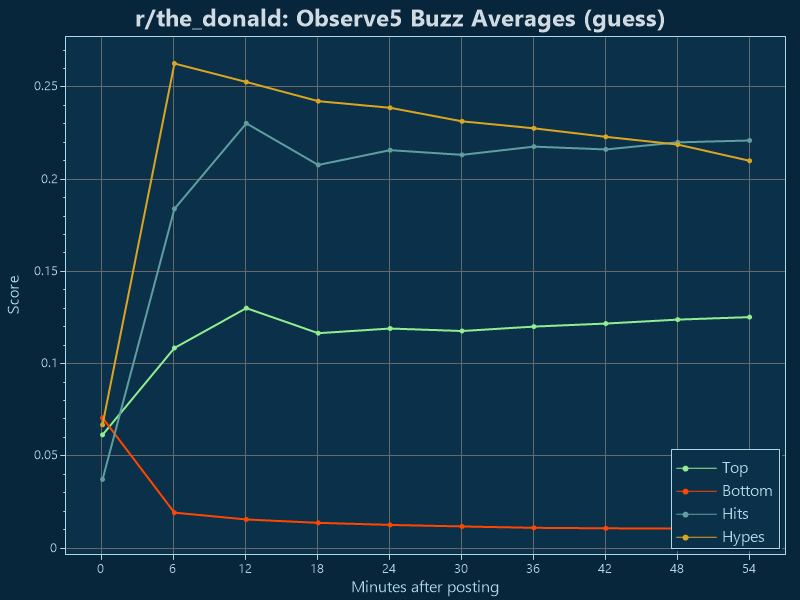 r/the_donald: Observe5 Buzz Averages (guess)
0.25
0.2
0.15
0.1
0.05
0
Score
Top
Bottom
Hits
Hypes
0 6 12 18 24 30 36 42 48 54
Minutes after posting